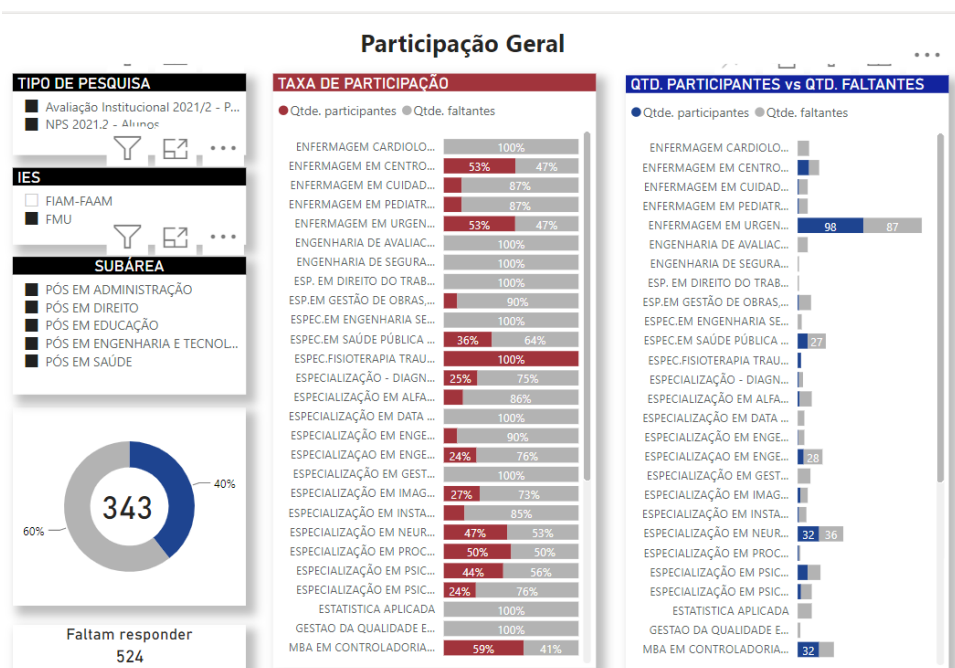 Participação Geral
TIPO DE PESQUISA
Avaliação Institucional 2021/2 - P...
NPS 2021.2 - Alunos
IES
FIAM-FAAM
FMU
SUBÁREA
PÓS EM ADMINISTRAÇÃO
PÓS EM DIREITO
PÓS EM EDUCAÇÃO
PÓS EM ENGENHARIA E TECNOL...
PÓS EM SAÚDE
343
40%
60%
Faltam responder
524
TAXA DE PARTICIPAÇÃO
Qtde. participantes Qtde. faltantes
ENFERMAGEM CARDIOLO... 100%
ENFERMAGEM EM CENTRO... 53% 47%
ENFERMAGEM EM CUIDAD... 87%
ENFERMAGEM EM PEDIATR... 87%
ENFERMAGEM EM URGEN... 53% 47%
ENGENHARIA DE AVALIAC... 100%
ENGENHARIA DE SEGURA... 100%
ESP. EM DIREITO DO TRAB... 100%
ESP.EM GESTÃO DE OBRAS,... 90%
ESPEC.EM ENGENHARIA SE... 100%
ESPEC.EM SAÚDE PÚBLICA ... 36% 64%
ESPEC.FISIOTERAPIA TRAU... 100%
ESPECIALIZAÇÃO - DIAGN... 25% 75%
ESPECIALIZAÇÃO EM ALFA... 86%
ESPECIALIZAÇÃO EM DATA ... 100%
ESPECIALIZAÇÃO EM ENGE... 90%
ESPECIALIZAÇAO EM ENGE... 24% 76%
ESPECIALIZAÇÃO EM GEST... 100%
ESPECIALIZAÇÃO EM IMAG... 27% 73%
ESPECIALIZAÇÃO EM INSTA... 85%
ESPECIALIZAÇÃO EM NEUR... 47% 53%
ESPECIALIZAÇÃO EM PROC... 50% 50%
ESPECIALIZAÇÃO EM PSIC... 44% 56%
ESPECIALIZAÇÃO EM PSIC... 24% 76%
ESTATISTICA APLICADA 100%
GESTAO DA QUALIDADE E... 100%
MBA EM CONTROLADORIA... 59% 41%
QTD. PARTICIPANTES vs QTD. FALTANTES
Qtde. participantes Qtde. faltantes
ENFERMAGEM CARDIOLO...
ENFERMAGEM EM CENTRO...
ENFERMAGEM EM CUIDAD...
ENFERMAGEM EM PEDIATR...
ENFERMAGEM EM URGEN... 98 87
ENGENHARIA DE AVALIAC...
ENGENHARIA DE SEGURA...
ESP. EM DIREITO DO TRAB...
ESP.EM GESTÃO DE OBRAS,...
ESPEC.EM ENGENHARIA SE...
ESPEC.EM SAÚDE PÚBLICA ... 27
ESPEC.FISIOTERAPIA TRAU...
ESPECIALIZAÇÃO - DIAGN...
ESPECIALIZAÇÃO EM ALFA...
ESPECIALIZAÇÃO EM DATA ...
ESPECIALIZAÇÃO EM ENGE...
ESPECIALIZAÇAO EM ENGE... 28
ESPECIALIZAÇÃO EM GEST...
ESPECIALIZAÇÃO EM IMAG...
ESPECIALIZAÇÃO EM INSTA...
ESPECIALIZAÇÃO EM NEUR... 32 36
ESPECIALIZAÇÃO EM PROC...
ESPECIALIZAÇÃO EM PSIC...
ESPECIALIZAÇÃO EM PSIC...
ESTATISTICA APLICADA
GESTAO DA QUALIDADE E...
MBA EM CONTROLADORIA... 32